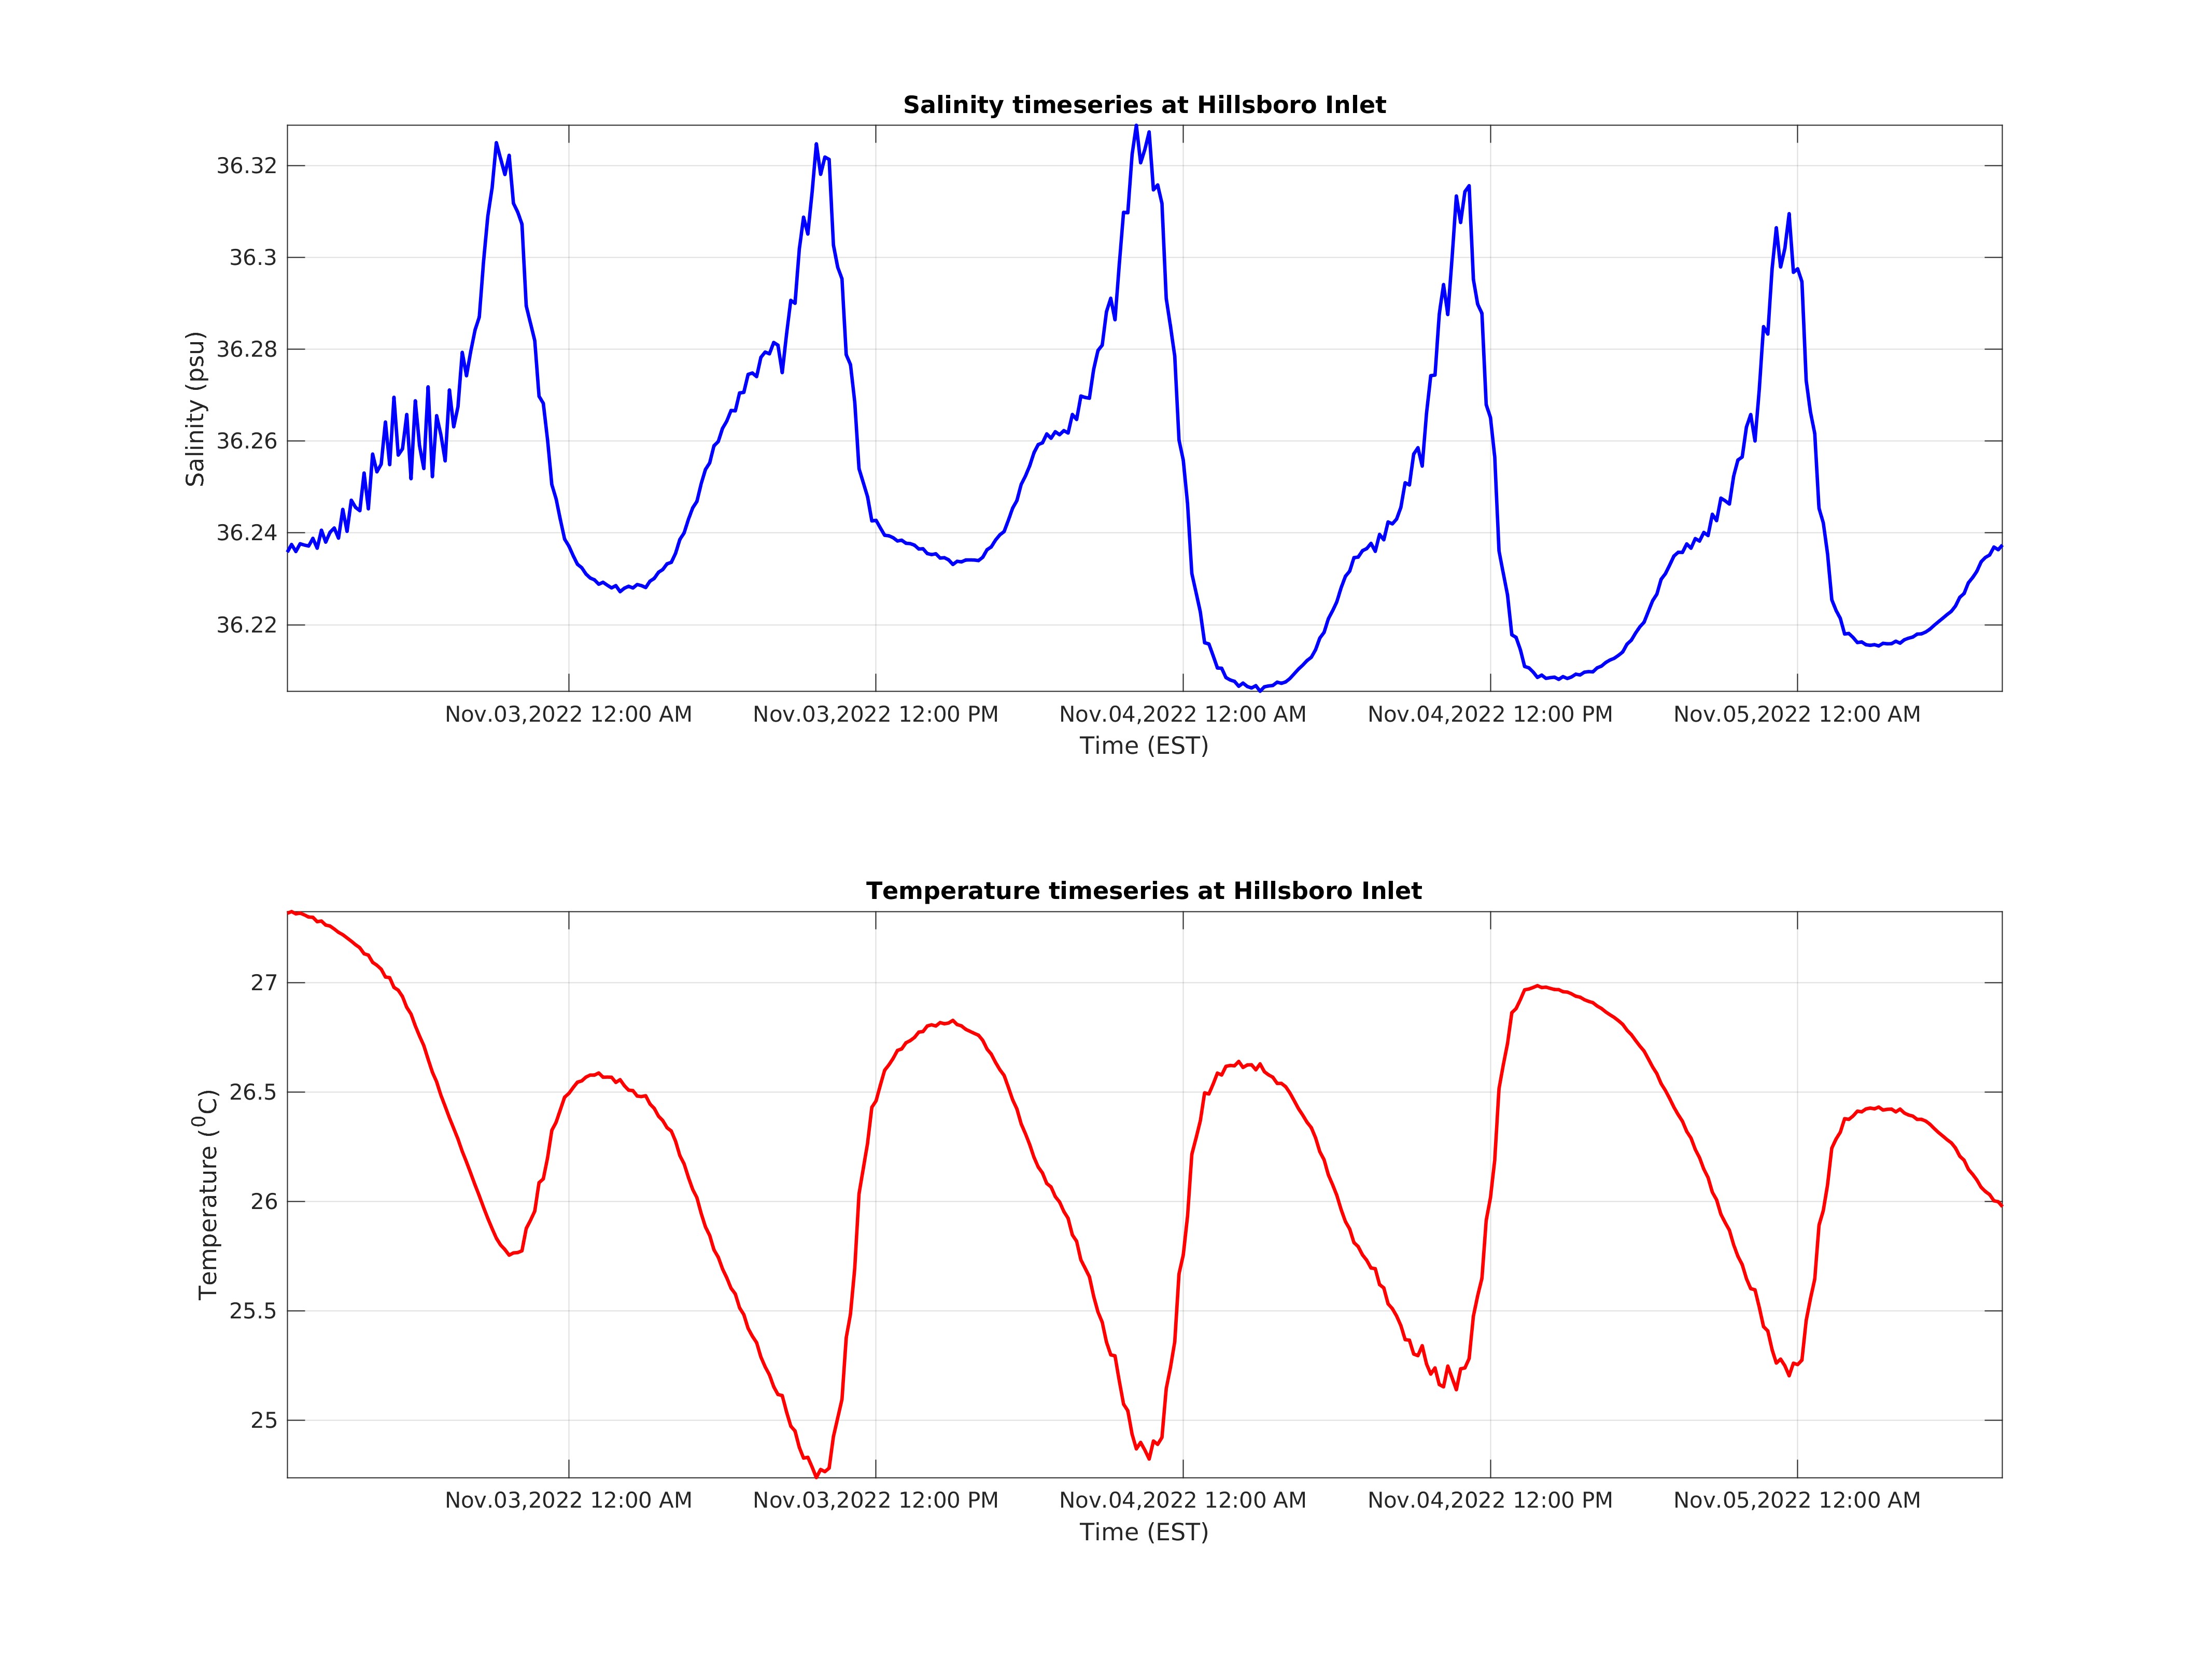 Salinity timeseries at Hillsboro Inlet
Salinity (psu)
36.32
36.3
36.28
36.26
36.24
36.22
Nov.03,2022 12:00 AM
Nov.03,2022 12:00 PM
Nov.04,2022 12:00 AM
Nov.04,2022 12:00 PM
Nov.05,2022 12:00 AM
Time (EST)
Temperature timeseries at Hillsboro Inlet
Temperature (⁰C)
27
26.5
26
25.5
25
Nov.03,2022 12:00 AM
Nov.03,2022 12:00 PM
Nov.04,2022 12:00 AM
Nov.04,2022 12:00 PM
Nov.05,2022 12:00 AM
Time (EST)